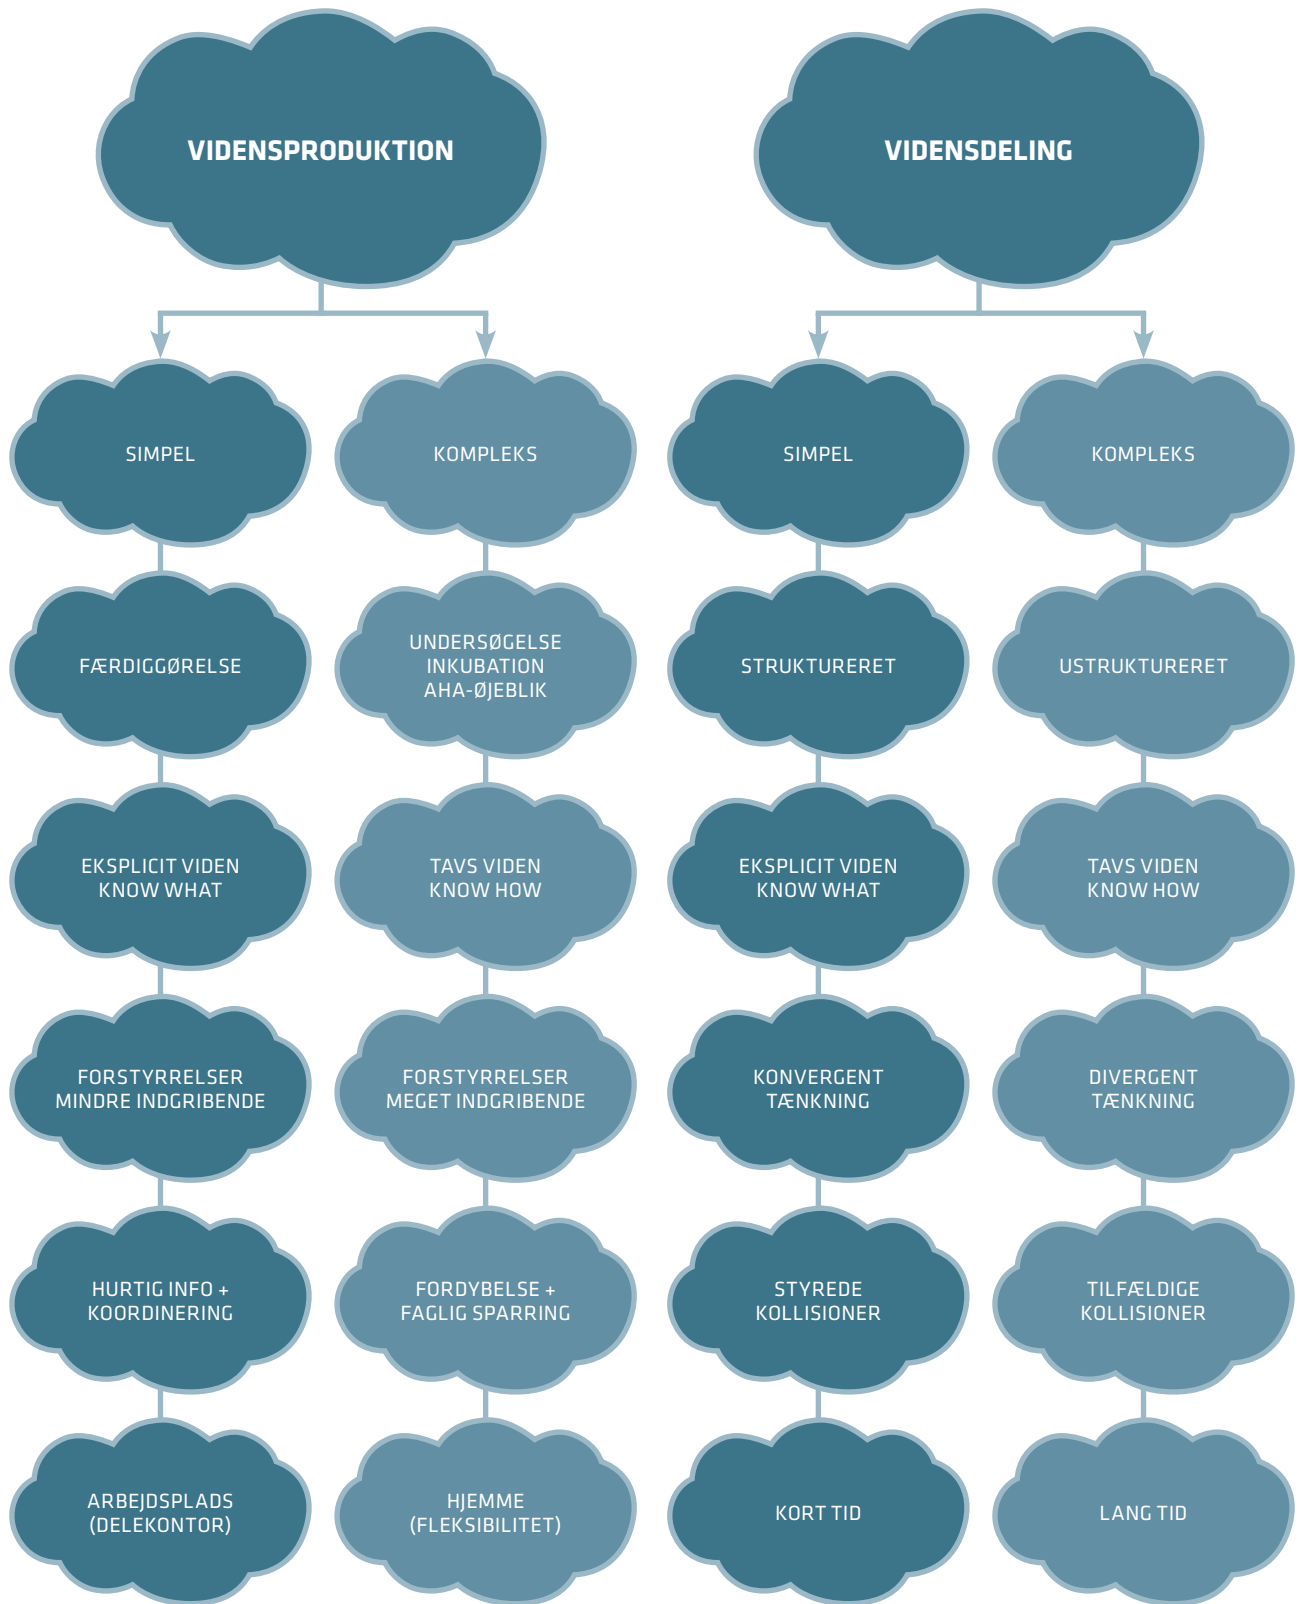 VIDENSPRODUKTION
VIDENSDELING
SIMPEL
KOMPLEKS
SIMPEL
KOMPLEKS
FÆRDIGGØRELSE
UNDERSØGELSE
INKUBATION
AHA-ØJEBLIK
STRUKTURERET
USTRUKTURERET
EKSPLICIT VIDEN
KNOW WHAT
TAVS VIDEN
KNOW HOW
EKSPLICIT VIDEN
KNOW WHAT
TAVS VIDEN
KNOW HOW
FORSTYRRELSER
MINDRE INDGRIBENDE
FORSTYRRELSER
MEGET INDGRIBENDE
KONVERGENT
TÆNKNING
DIVERGENT
TÆNKNING
HURTIG INFO +
KOORDINERING
FORDYBELSE +
FAGLIG SPARRING
STYREDE
KOLLISIONER
TILFÆLDIGE
KOLLISIONER
ARBEJDSPLADS
(DELEKONTOR)
HJEMME
(FLEKSIBILITET)
KORT TID
LANG TID